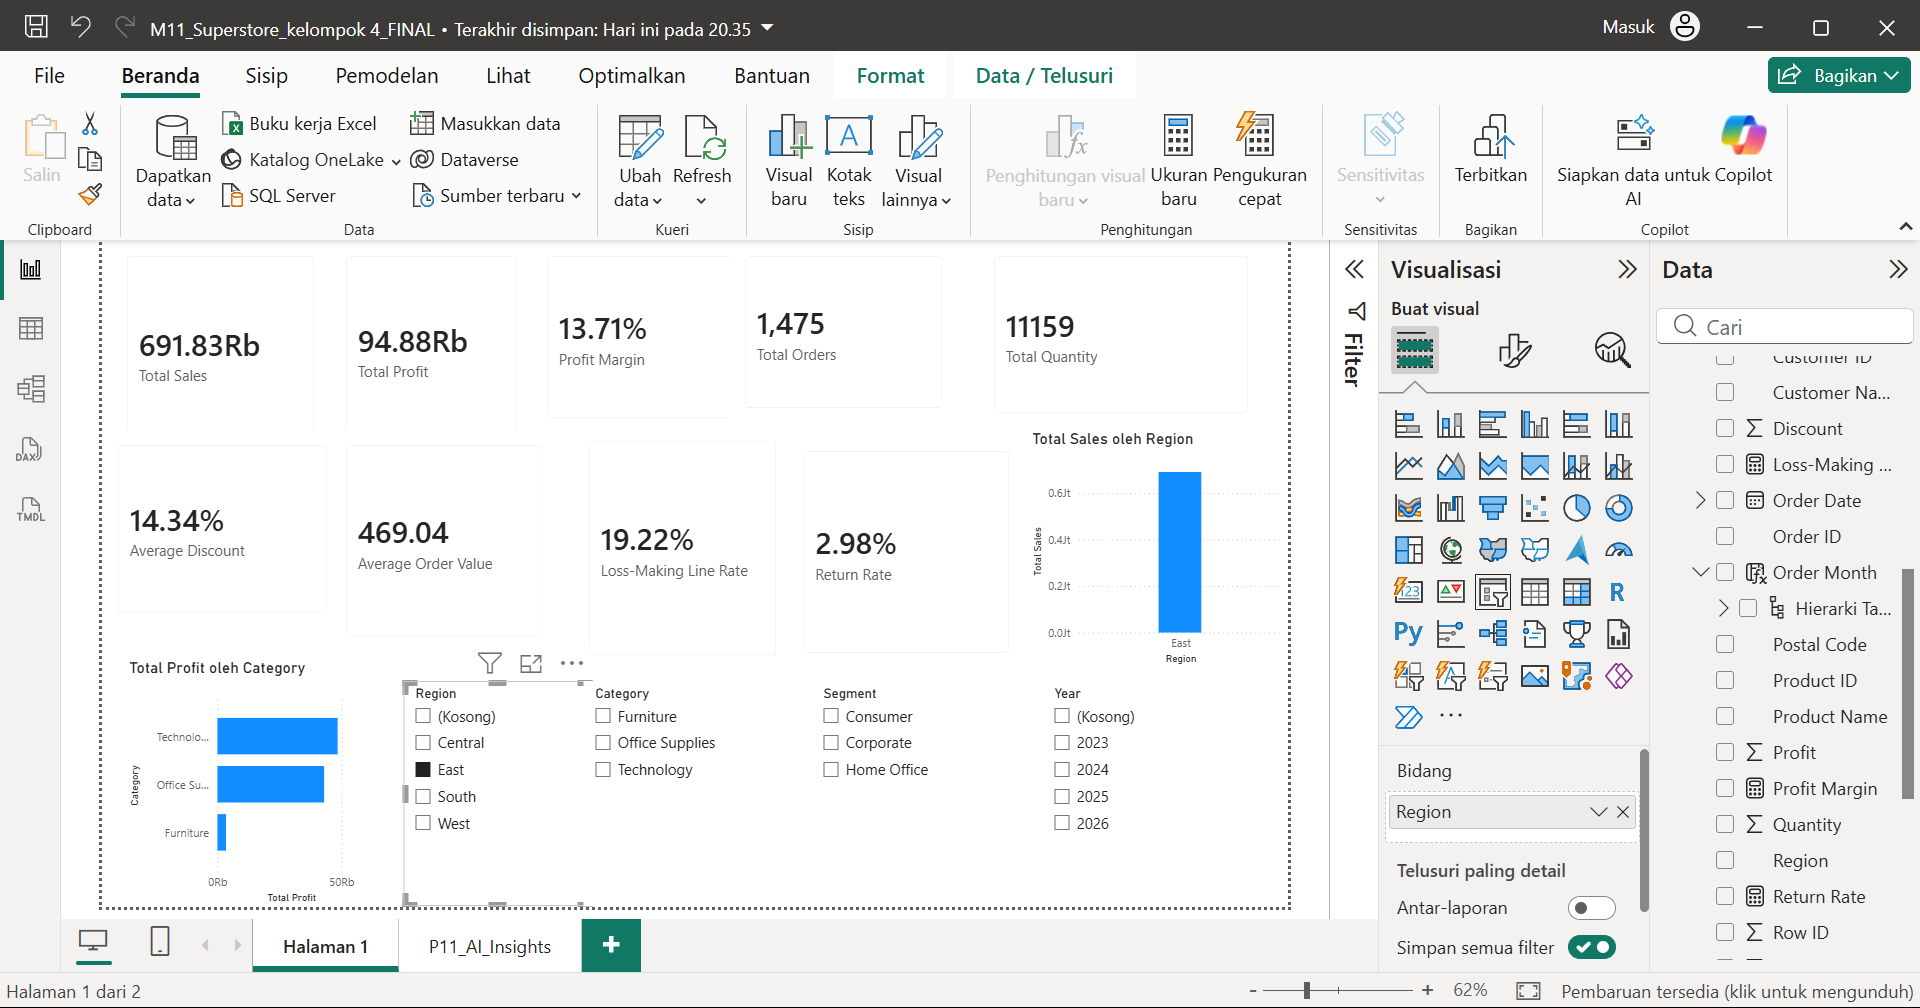 M11_Superstore_kelompok 4_FINAL • Terakhir disimpan: Hari ini pada 20.35
Masuk
File
Beranda
Sisip
Pemodelan
Lihat
Optimalkan
Bantuan
Format
Data / Telusuri
Bagikan
Salin
Clipboard
Dapatkan
data
Buku kerja Excel
Katalog OneLake
SQL Server
Masukkan data
Dataverse
Sumber terbaru
Data
Ubah
data
Refresh
Kueri
Visual
baru
Kotak
teks
Visual
lainnya
Sisip
Penghitungan visual
baru
Ukuran
baru
Pengukuran
cepat
Penghitungan
Sensitivitas
Sensitivitas
Terbitkan
Bagikan
Siapkan data untuk
AI
Copilot
Copilot
DAX
TMDL
691.83Rb
Total Sales
94.88Rb
Total Profit
13.71%
Profit Margin
1,475
Total Orders
11159
Total Quantity
14.34%
Average Discount
469.04
Average Order Value
19.22%
Loss-Making Line Rate
2.98%
Return Rate
Total Sales oleh Region
Total Sales
0.6Jt
0.4Jt
0.2Jt
0.0Jt
East
Region
Total Profit oleh Category
Category
Technolo...
Office Su...
Furniture
0Rb
50Rb
Total Profit
Region
(Kosong)
Central
East
South
West
Category
Furniture
Office Supplies
Technology
Segment
Consumer
Corporate
Home Office
Year
(Kosong)
2023
2024
2025
2026
Filter
Visualisasi
Buat visual
123
R
Py
Bidang
Region
Telusuri paling detail
Antar-laporan
Simpan semua filter
Data
Cari
Customer ID
Customer Na...
Discount
Loss-Making ...
Order Date
Order ID
Order Month
Hierarki Ta...
Postal Code
Product ID
Product Name
Profit
Profit Margin
Quantity
Region
Return Rate
Row ID
Halaman 1
P11_AI_Insights
Halaman 1 dari 2
62%
Pembaruan tersedia (klik untuk mengunduh)